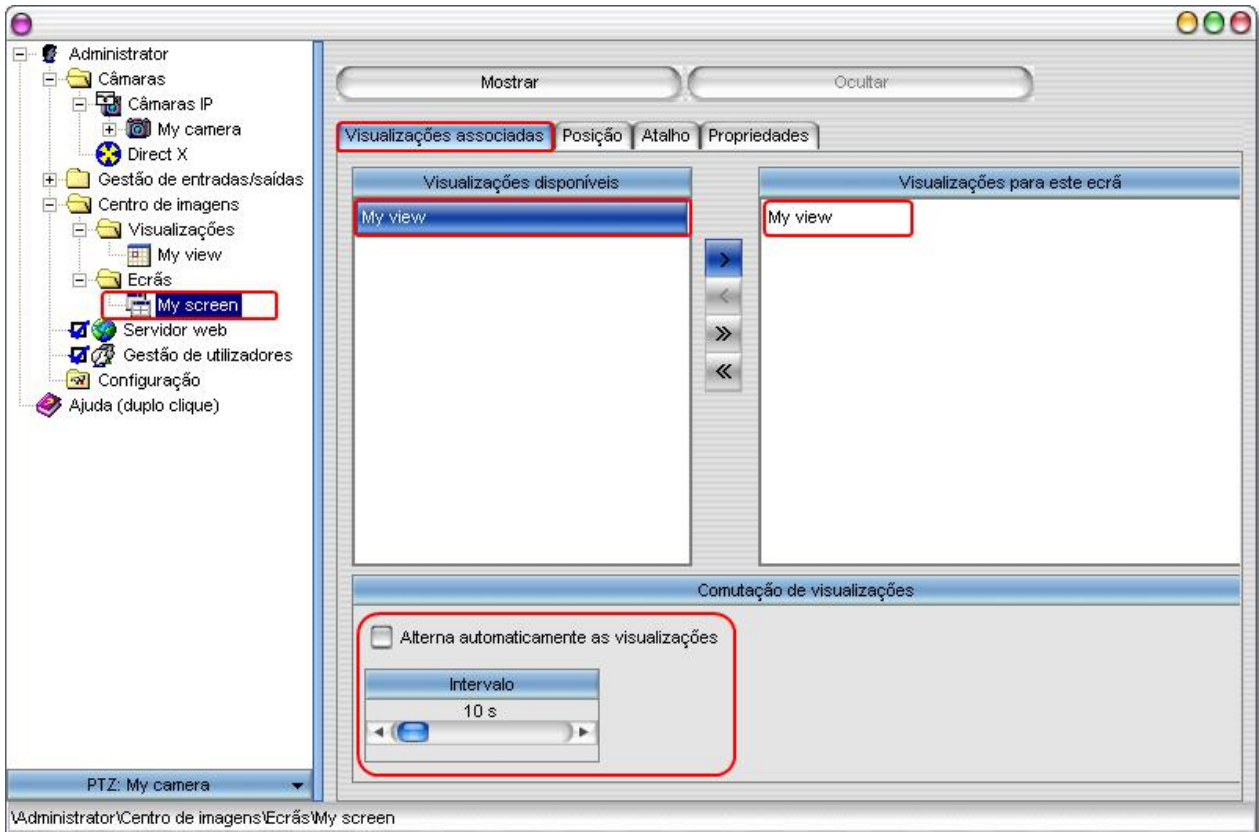 Administrator
Câmaras
Câmaras IP
My camera
Direct X
Gestão de entradas/saídas
Centro de imagens
Visualizações
My view
Ecrãs
My screen
Servidor web
Gestão de utilizadores
Configuração
Ajuda (duplo clique)
PTZ: My camera
Mostrar
Ocultar
Visualizações associadas
Posição
Atalho
Propriedades
Visualizações disponíveis
My view
Visualizações para este ecrã
My view
Comutação de visualizações
Alterna automaticamente as visualizações
Intervalo
10 s
\Administrator\Centro de imagens\Ecrãs\My screen